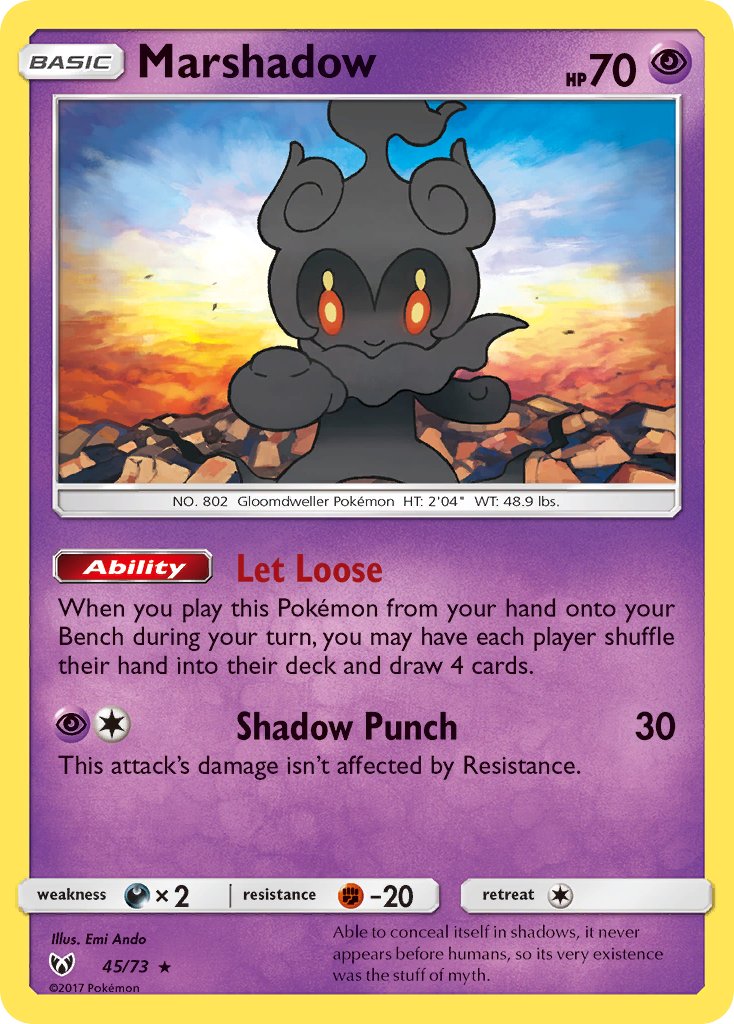 BASIC Marshadow HP70
NO. 802 Gloomdweller Pokémon HT: 2'04" WT: 48.9 lbs.
Ability Let Loose
When you play this Pokémon from your hand onto your
Bench during your turn, you may have each player shuffle
their hand into their deck and draw 4 cards.
Shadow Punch 30
This attack's damage isn't affected by Resistance.
weakness ×2 resistance -20 retreat
Illus. Emi Ando
45/73 ★
©2017 Pokémon
Able to conceal itself in shadows, it never
appears before humans, so its very existence
was the stuff of myth.